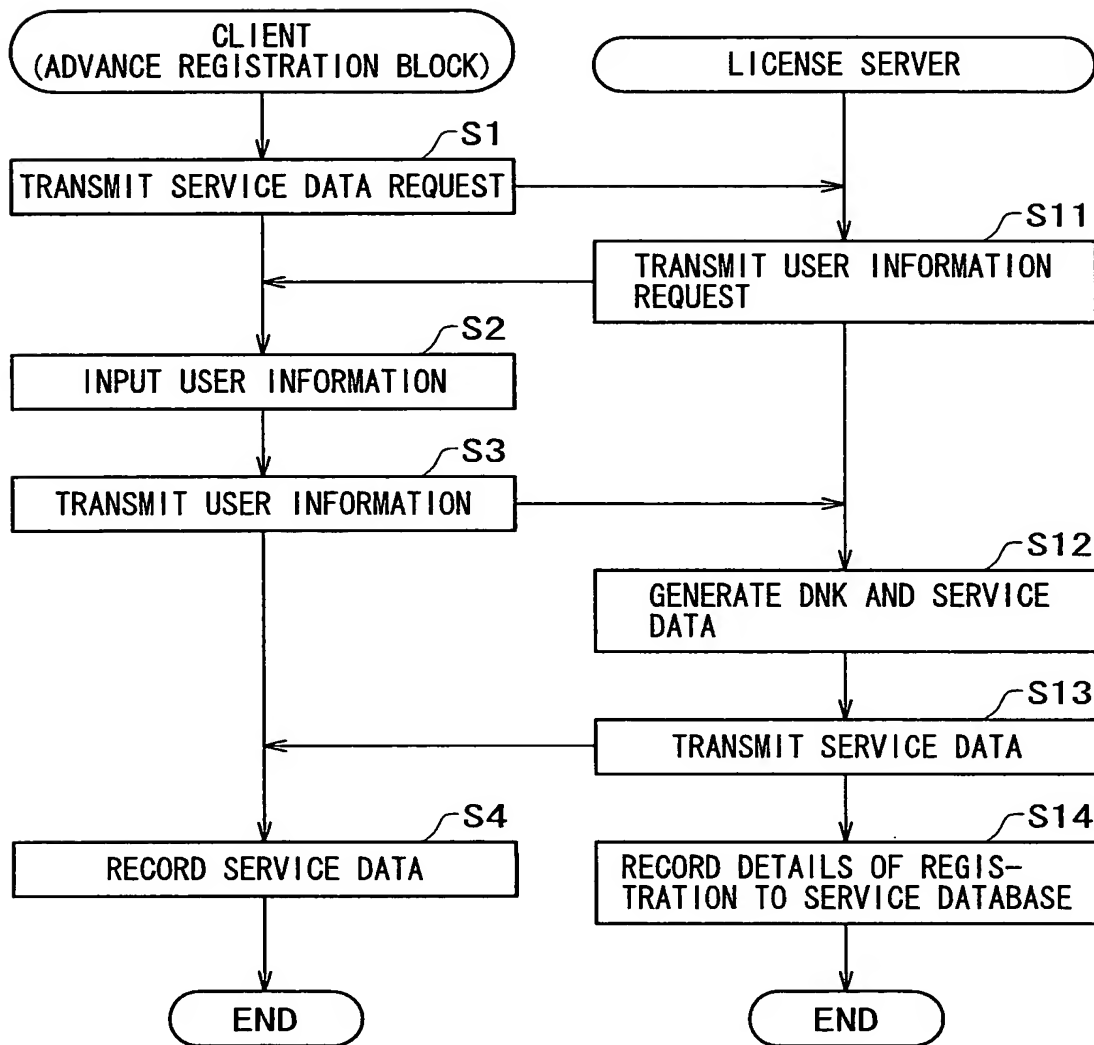 CLIENT
(ADVANCE REGISTRATION BLOCK)
LICENSE SERVER
S1
TRANSMIT SERVICE DATA REQUEST
S11
TRANSMIT USER INFORMATION
REQUEST
S2
INPUT USER INFORMATION
S3
TRANSMIT USER INFORMATION
S12
GENERATE DNK AND SERVICE
DATA
S13
TRANSMIT SERVICE DATA
S4
RECORD SERVICE DATA
S14
RECORD DETAILS OF REGIS-
TRATION TO SERVICE DATABASE
END
END